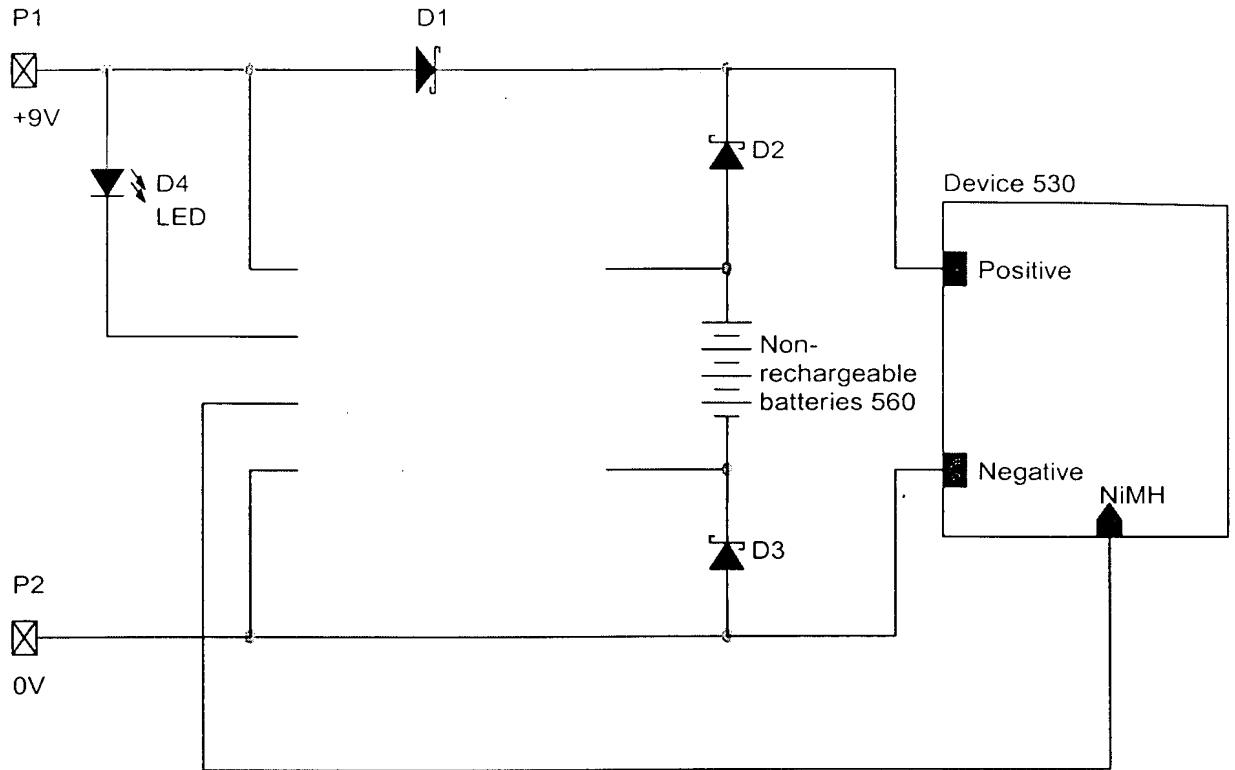 P1
D1
+9V
D2
D4
LED
Device 530
Positive
Non-
rechargeable
batteries 560
Negative
NiMH
D3
P2
0V